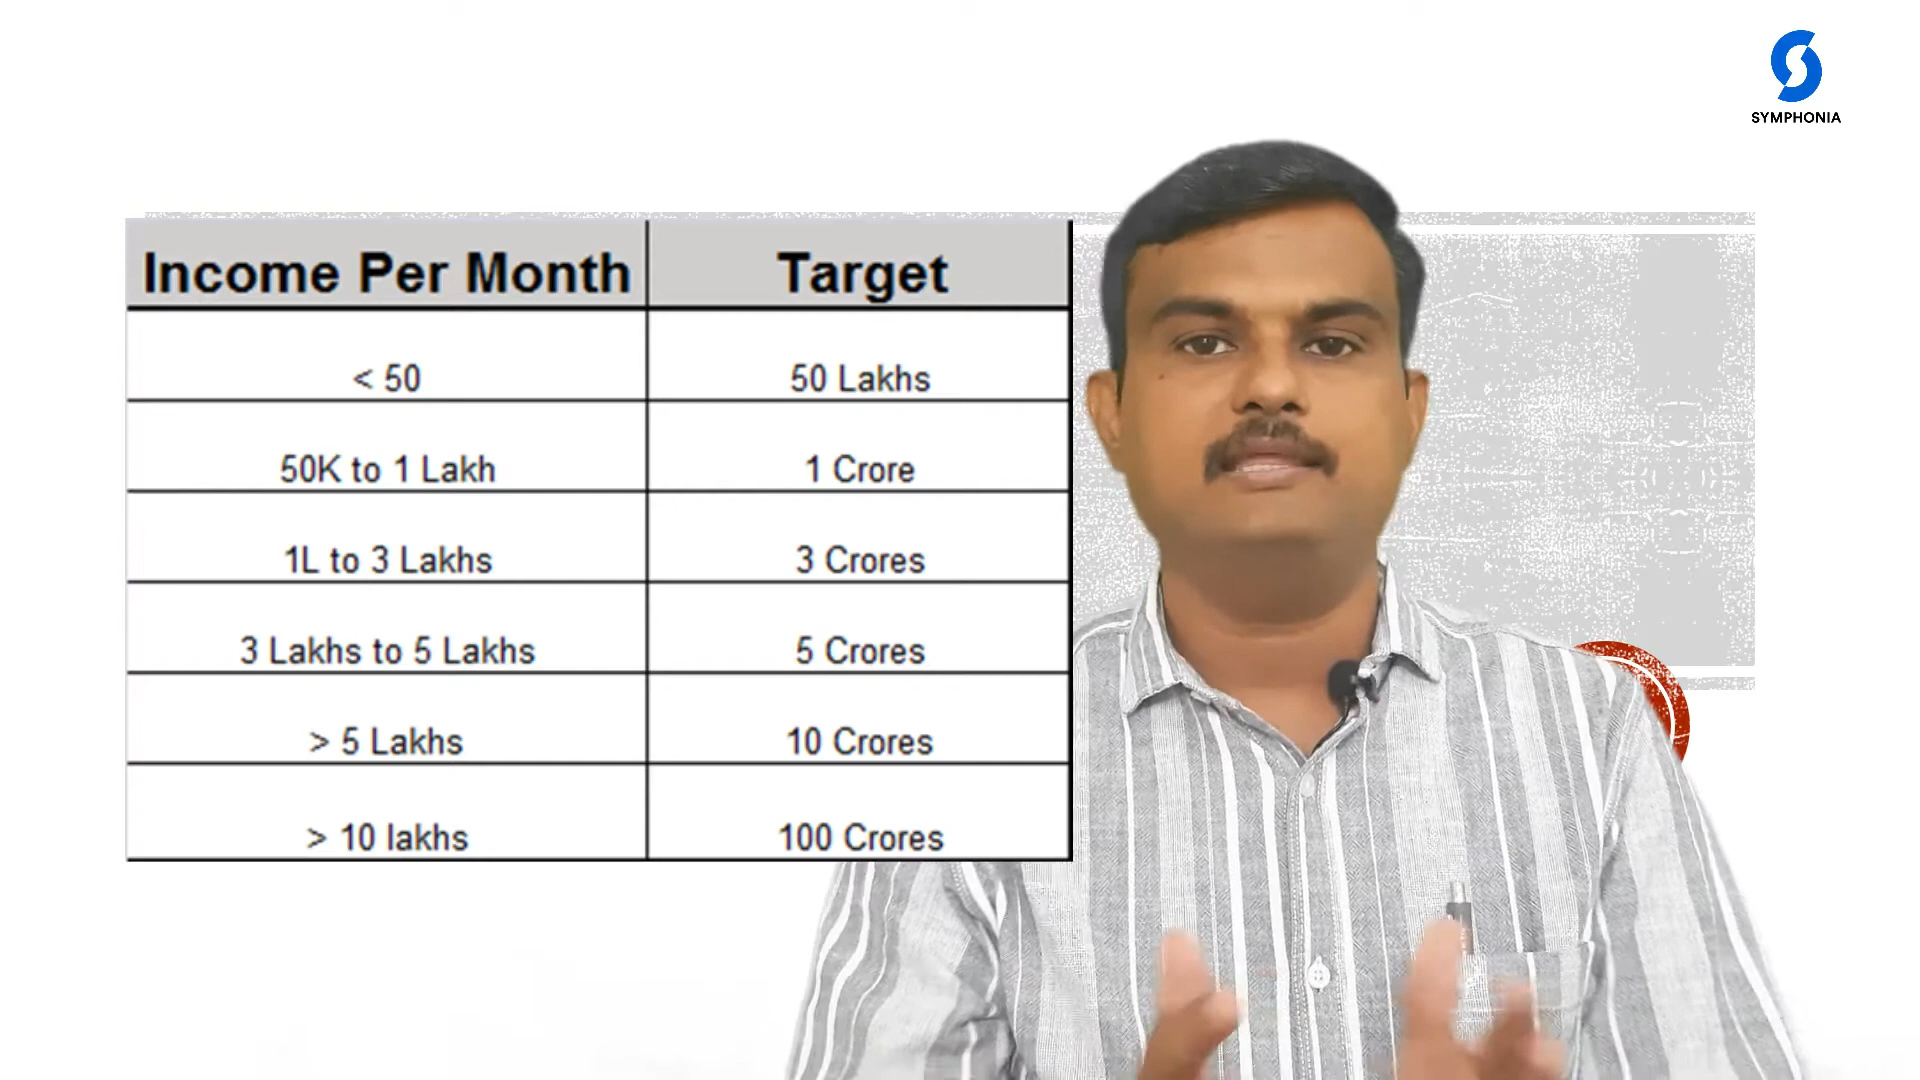 SYMPHONIA
Income Per Month Target
< 50 50 Lakhs
50K to 1 Lakh 1 Crore
1L to 3 Lakhs 3 Crores
3 Lakhs to 5 Lakhs 5 Crores
> 5 Lakhs 10 Crores
> 10 lakhs 100 Crores